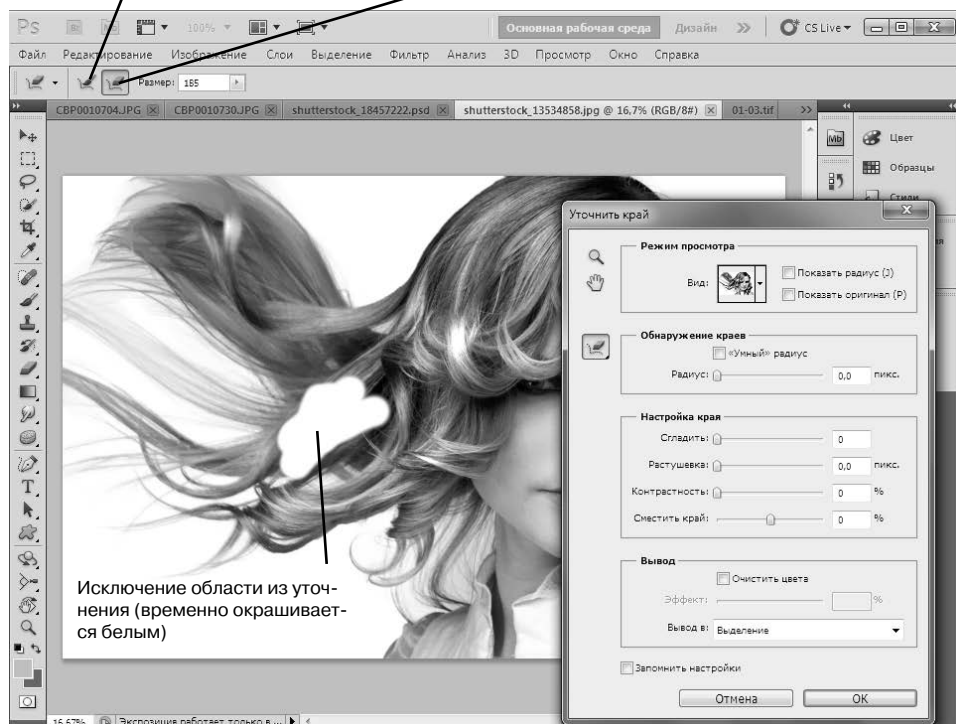 Ps Br Mb 100% Основная рабочая среда Дизайн >> CS Live
Файл Редактирование Изображение Слои Выделение Фильтр Анализ 3D Просмотр Окно Справка
Размер: 165
CBP0010704.JPG CBP0010730.JPG shutterstock_18457222.psd shutterstock_13534858.jpg @ 16,7% (RGB/8#) 01-03.tif >>
Mb Цвет
Образцы
Стили
Уточнить край
Режим просмотра
Вид:
Показать радиус (J)
Показать оригинал (P)
Обнаружение краев
«Умный» радиус
Радиус: 0,0 пикс.
Настройка края
Сгладить: 0
Растушевка: 0,0 пикс.
Контрастность: 0 %
Сместить край: 0 %
Вывод
Очистить цвета
Эффект: %
Вывод в: Выделение
Запомнить настройки
Отмена OK
Исключение области из уточ-
нения (временно окрашивает-
ся белым)
16,67% Экспозиция работает только в ...